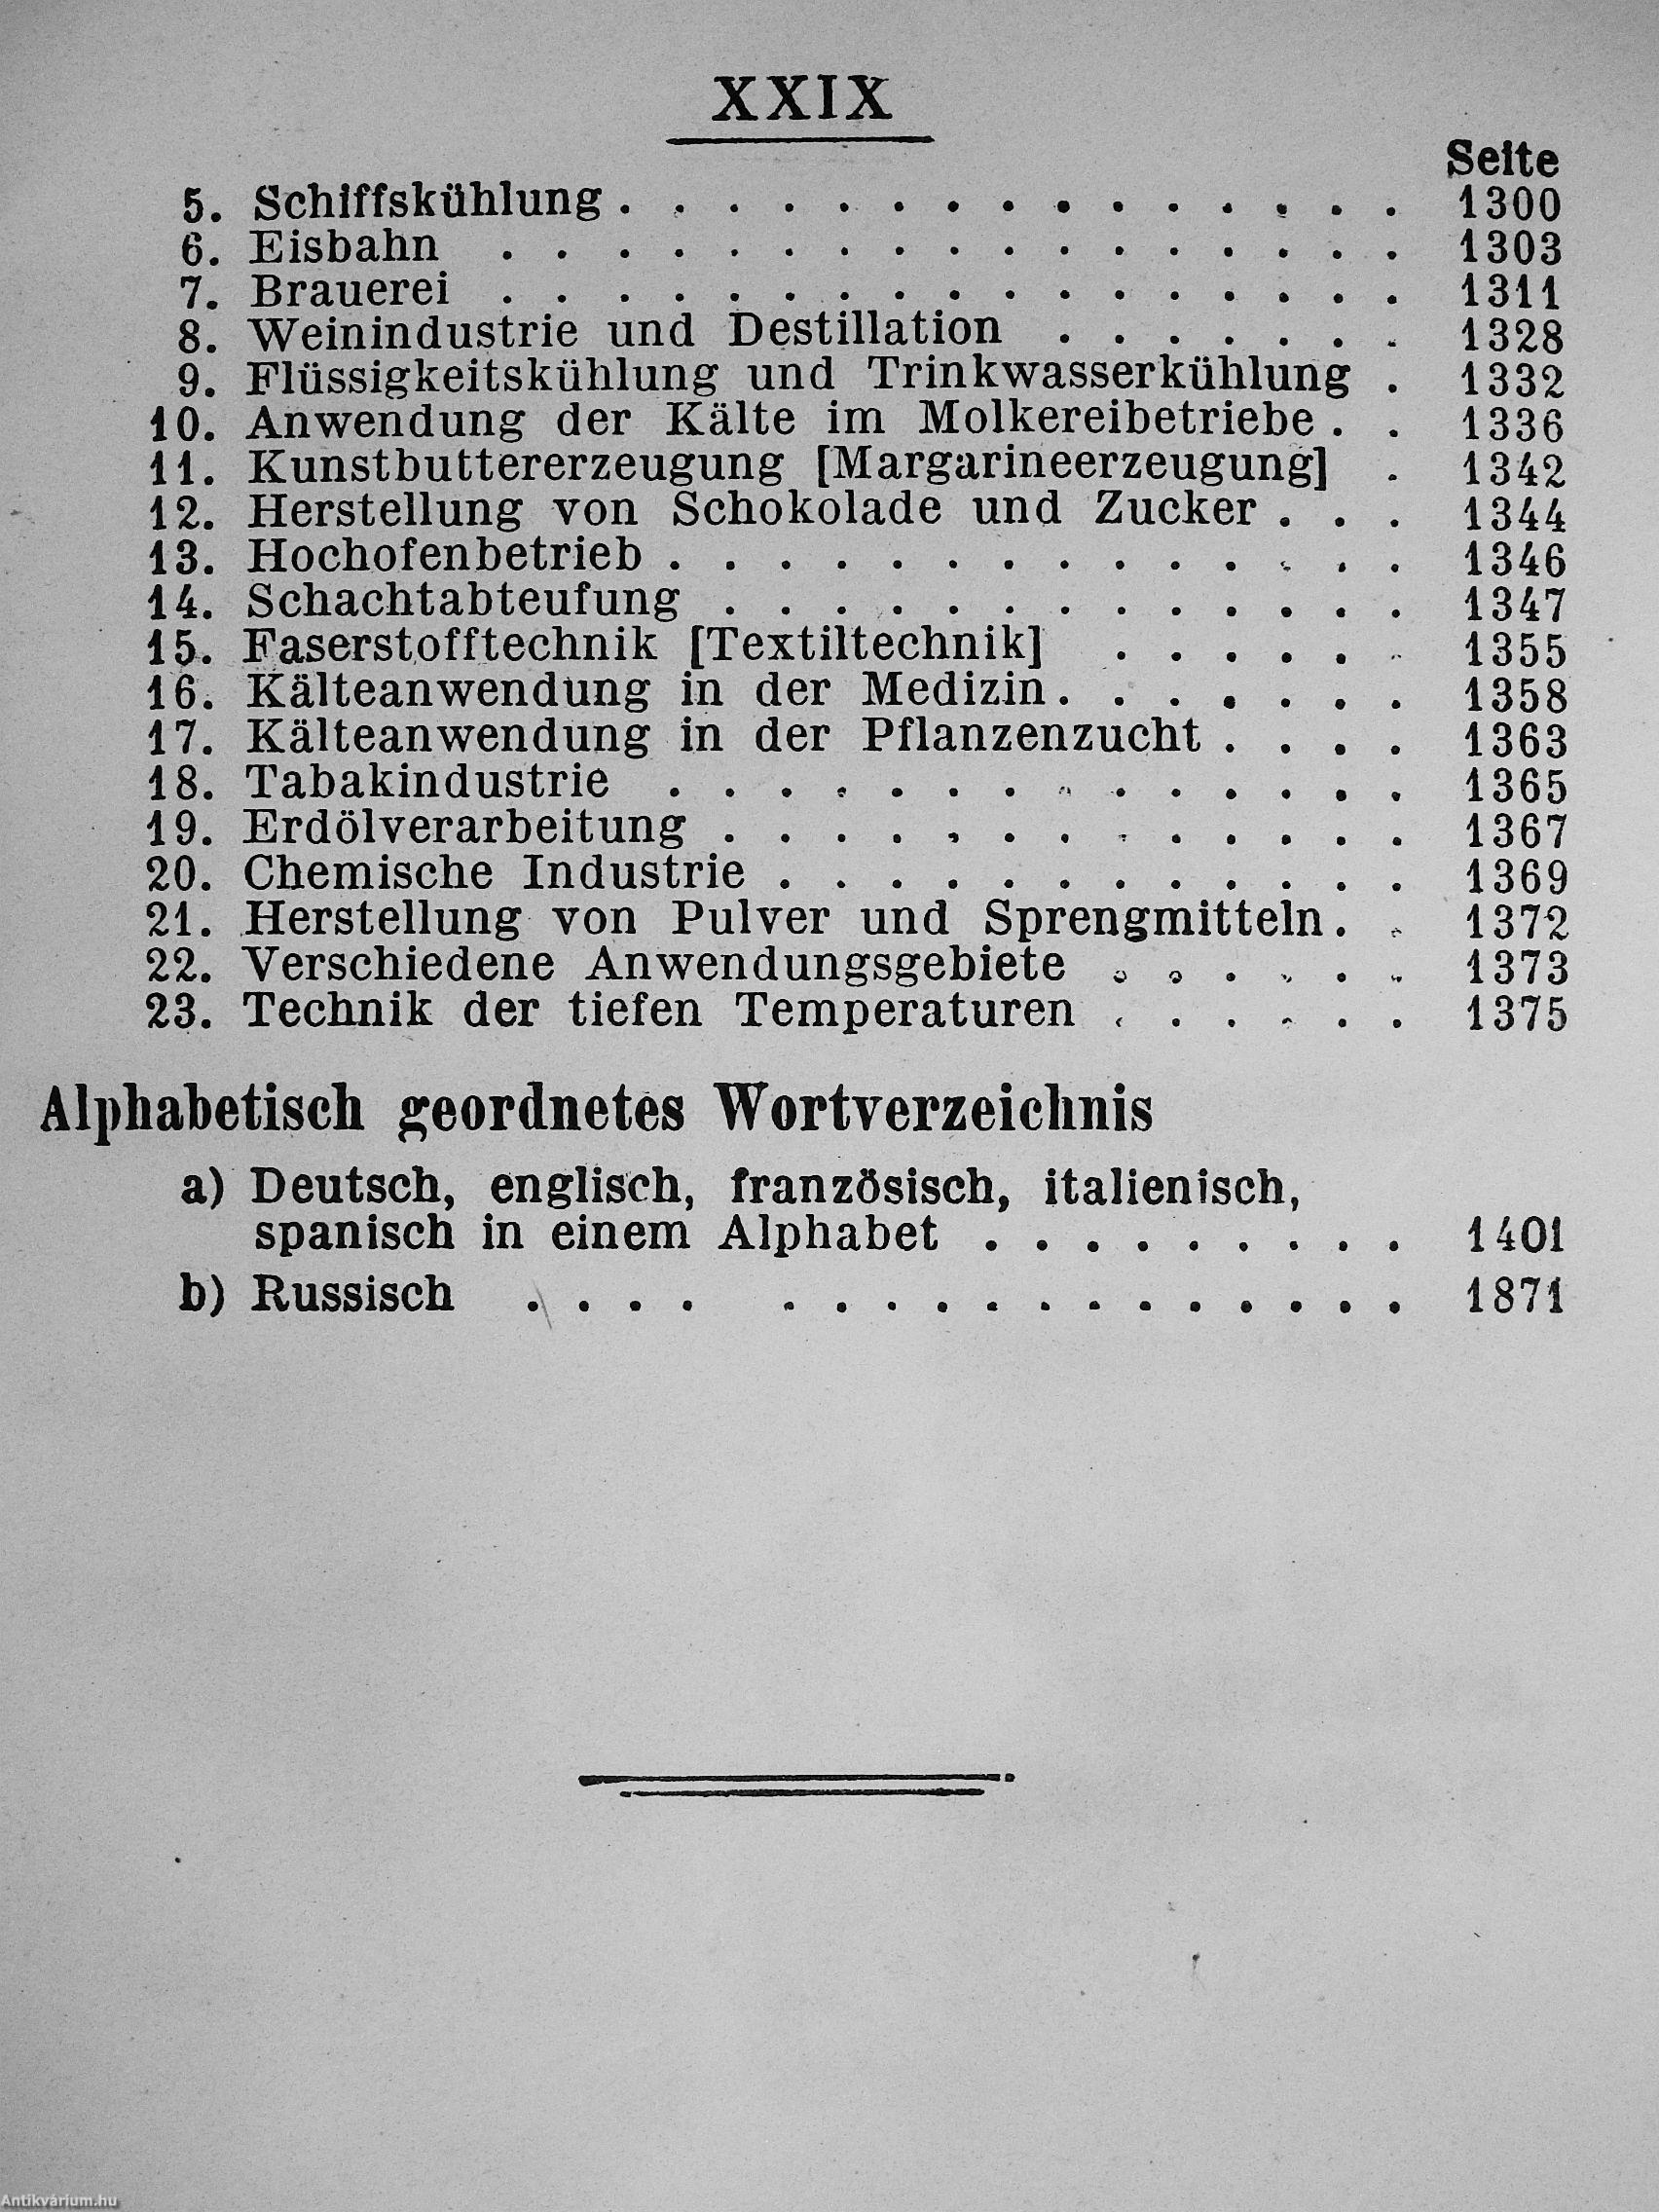 XXIX
Seite
5. Schiffskühlung . . . . . . . . . . . . . . . 1300
6. Eisbahn . . . . . . . . . . . . . . . . . 1303
7. Brauerei . . . . . . . . . . . . . . . . . 1311
8. Weinindustrie und Destillation . . . . . . . 1328
9. Flüssigkeitskühlung und Trinkwasserkühlung . 1332
10. Anwendung der Kälte im Molkereibetriebe . . 1336
11. Kunstbuttererzeugung [Margarineerzeugung] . 1342
12. Herstellung von Schokolade und Zucker . . . 1344
13. Hochofenbetrieb . . . . . . . . . . . . . . 1346
14. Schachtabteufung . . . . . . . . . . . . . 1347
15. Faserstofftechnik [Textiltechnik] . . . . . . 1355
16. Kälteanwendung in der Medizin . . . . . . . 1358
17. Kälteanwendung in der Pflanzenzucht . . . . 1363
18. Tabakindustrie . . . . . . . . . . . . . . 1365
19. Erdölverarbeitung . . . . . . . . . . . . . 1367
20. Chemische Industrie . . . . . . . . . . . . 1369
21. Herstellung von Pulver und Sprengmitteln . . 1372
22. Verschiedene Anwendungsgebiete . . . . . . 1373
23. Technik der tiefen Temperaturen . . . . . . 1375
Alphabetisch geordnetes Wortverzeichnis
a) Deutsch, englisch, französisch, italienisch,
spanisch in einem Alphabet . . . . . . . . . 1401
b) Russisch . . . . . . . . . . . . . . . . . 1871
Antikvárium.hu